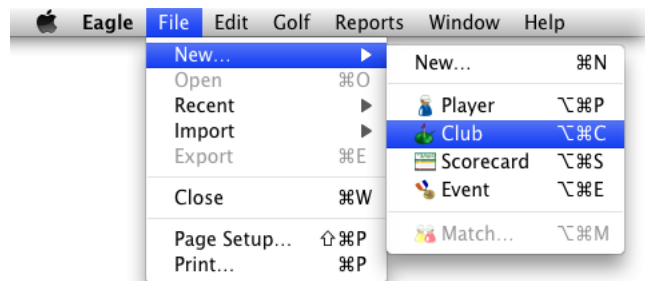 Eagle File Edit Golf Reports Window Help
New...
Open ⌘O
Recent
Import
Export ⌘E
Close ⌘W
Page Setup... ⇧⌘P
Print... ⌘P
New... ⌘N
Player ⌥⌘P
Club ⌥⌘C
Scorecard ⌥⌘S
Event ⌥⌘E
Match... ⌥⌘M